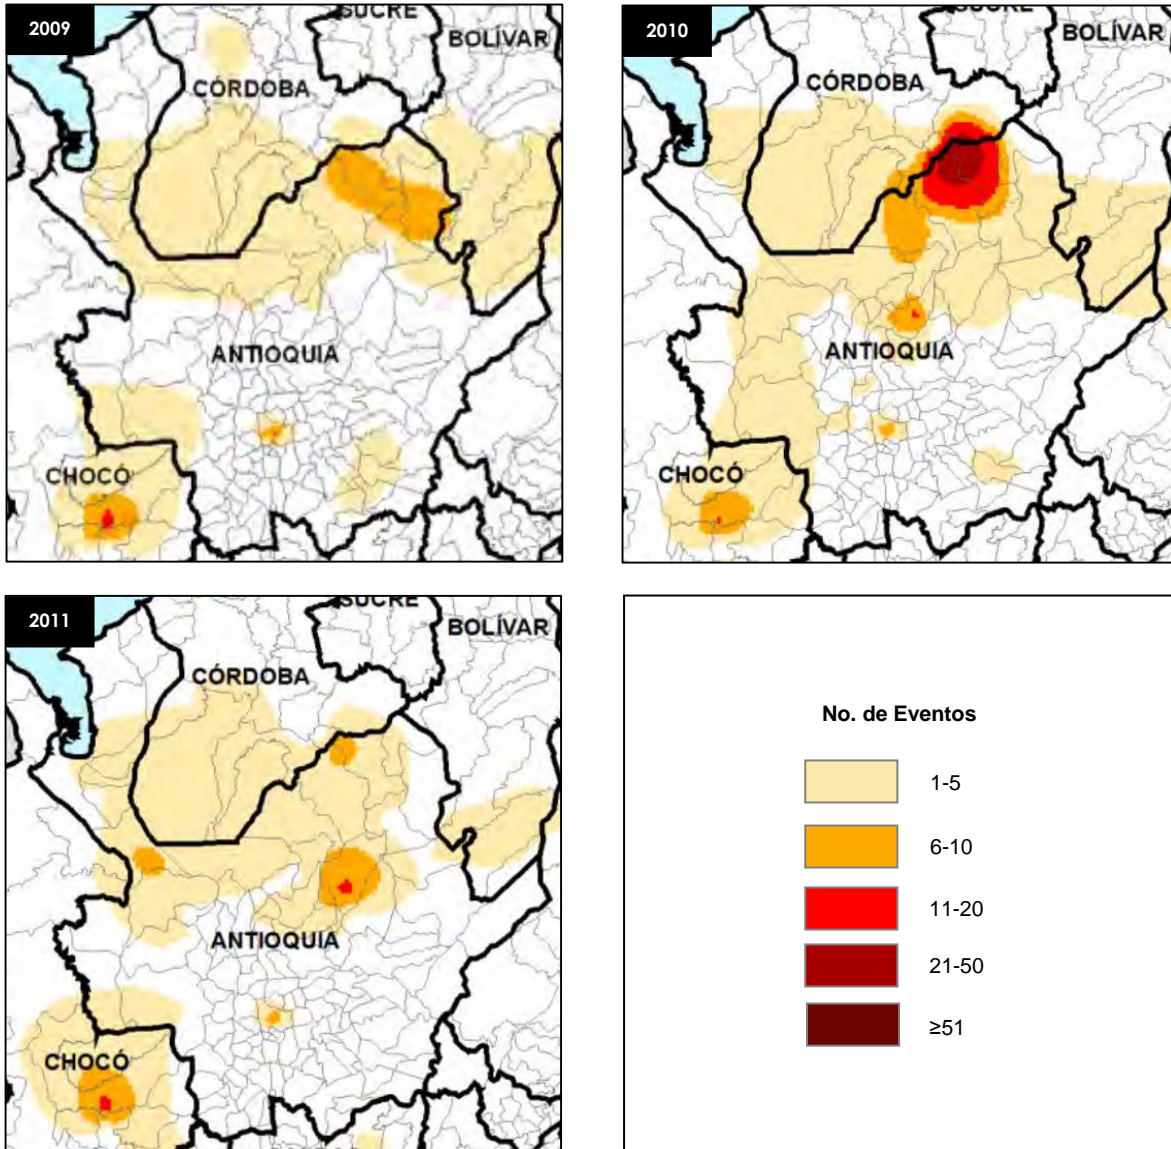 2009
SUCRE
BOLÍVAR
CÓRDOBA
ANTIOQUIA
CHOCÓ
2010
SUCRE
BOLÍVAR
CÓRDOBA
ANTIOQUIA
CHOCÓ
2011
SUCRE
BOLÍVAR
CÓRDOBA
ANTIOQUIA
CHOCÓ
No. de Eventos
1-5
6-10
11-20
21-50
≥51